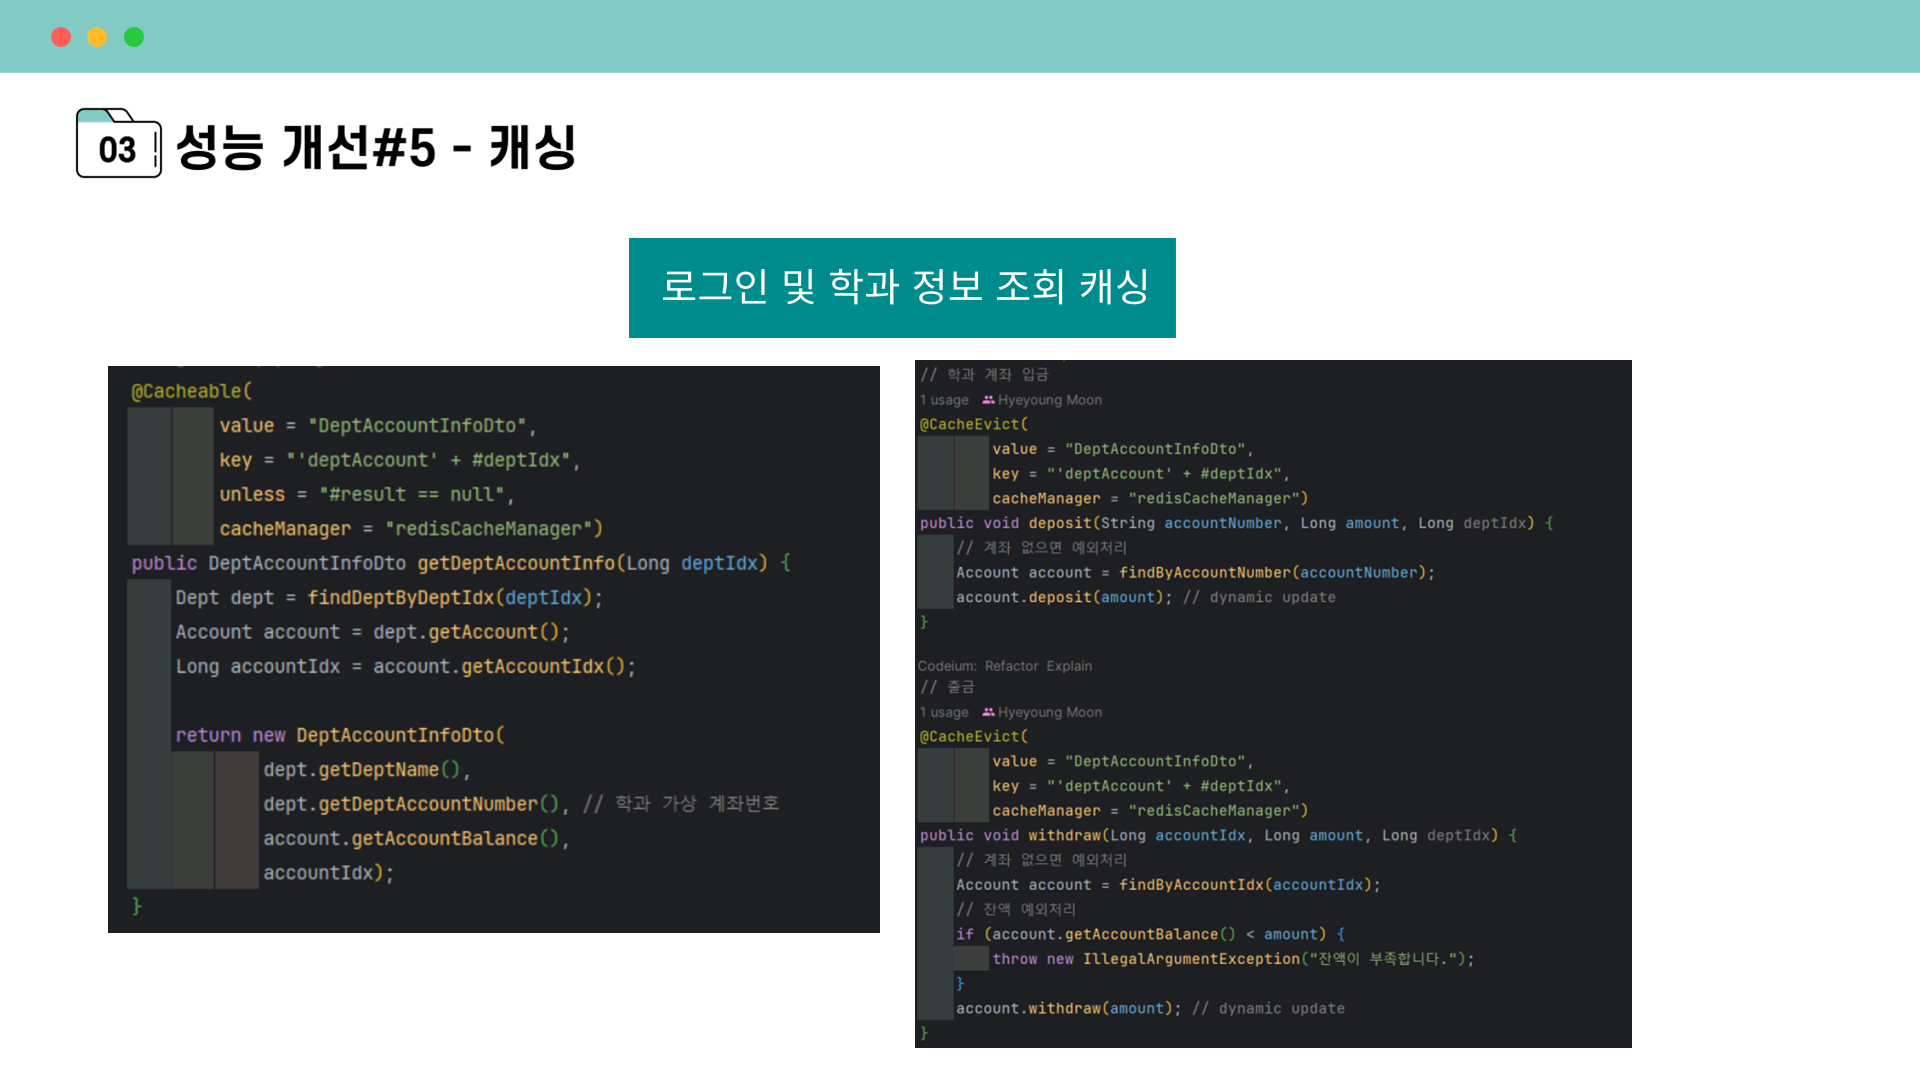 03
성능 개선#5 - 캐싱
로그인 및 학과 정보 조회 캐싱
@Cacheable(
value = "DeptAccountInfoDto",
key = "'deptAccount' + #deptIdx",
unless = "#result == null",
cacheManager = "redisCacheManager")
public DeptAccountInfoDto getDeptAccountInfo(Long deptIdx) {
Dept dept = findDeptByDeptIdx(deptIdx);
Account account = dept.getAccount();
Long accountIdx = account.getAccountIdx();
return new DeptAccountInfoDto(
dept.getDeptName(),
dept.getDeptAccountNumber(), // 학과 가상 계좌번호
account.getAccountBalance(),
accountIdx);
}
// 학과 계좌 입금
1 usage Hyeyoung Moon
@CacheEvict(
value = "DeptAccountInfoDto",
key = "'deptAccount' + #deptIdx",
cacheManager = "redisCacheManager")
public void deposit(String accountNumber, Long amount, Long deptIdx) {
// 계좌 없으면 예외처리
Account account = findByAccountNumber(accountNumber);
account.deposit(amount); // dynamic update
}
Codeium: Refactor Explain
// 출금
1 usage Hyeyoung Moon
@CacheEvict(
value = "DeptAccountInfoDto",
key = "'deptAccount' + #deptIdx",
cacheManager = "redisCacheManager")
public void withdraw(Long accountIdx, Long amount, Long deptIdx) {
// 계좌 없으면 예외처리
Account account = findByAccountIdx(accountIdx);
// 잔액 예외처리
if (account.getAccountBalance() < amount) {
throw new IllegalArgumentException("잔액이 부족합니다.");
}
account.withdraw(amount); // dynamic update
}